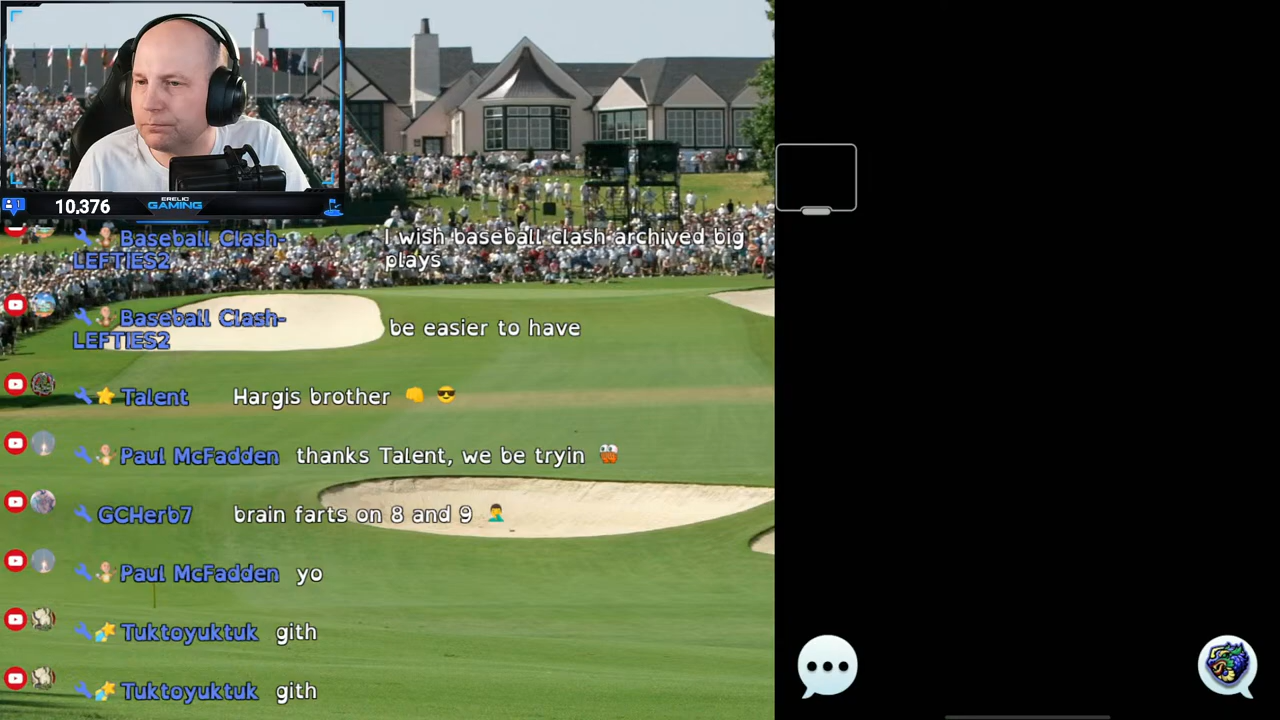 10,376
ERELIC
GAMING
Baseball Clash-
LEFTIES2
I wish baseball clash archived big
plays
Baseball Clash-
LEFTIES2
be easier to have
Talent Hargis brother 👊 😎
Paul McFadden thanks Talent, we be tryin 🍻
GCHerb7 brain farts on 8 and 9 🤦‍♂️
Paul McFadden yo
Tuktoyuktuk gith
Tuktoyuktuk gith